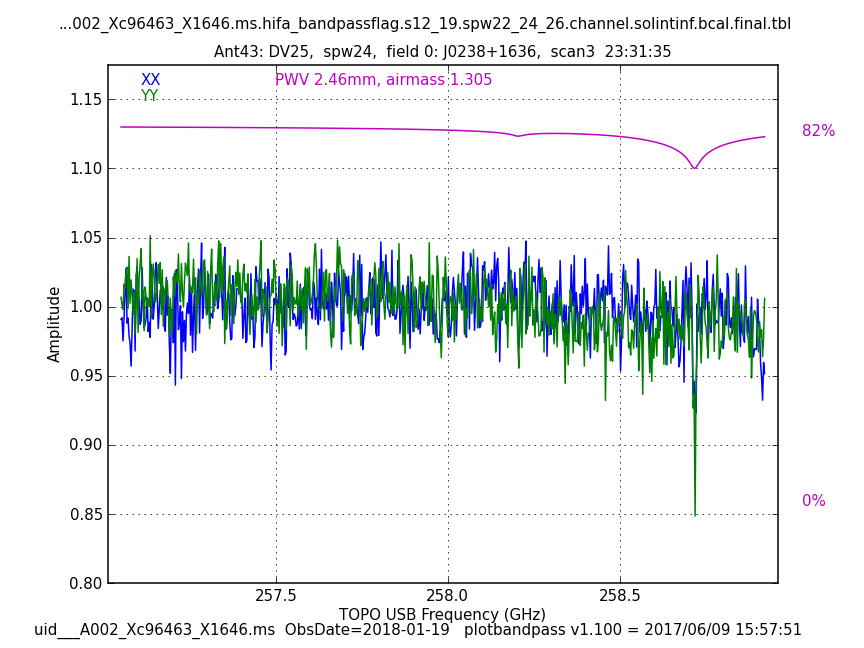 ...002_Xc96463_X1646.ms.hifa_bandpassflag.s12_19.spw22_24_26.channel.solintinf.bcal.final.tbl
Ant43: DV25,  spw24,  field 0: J0238+1636,  scan3  23:31:35
XX
PWV 2.46mm, airmass 1.305
YY
1.15
82%
1.10
1.05
1.00
Amplitude
0.95
0.90
0%
0.85
0.80
257.5
258.0
258.5
TOPO USB Frequency (GHz)
uid___A002_Xc96463_X1646.ms  ObsDate=2018-01-19   plotbandpass v1.100 = 2017/06/09 15:57:51